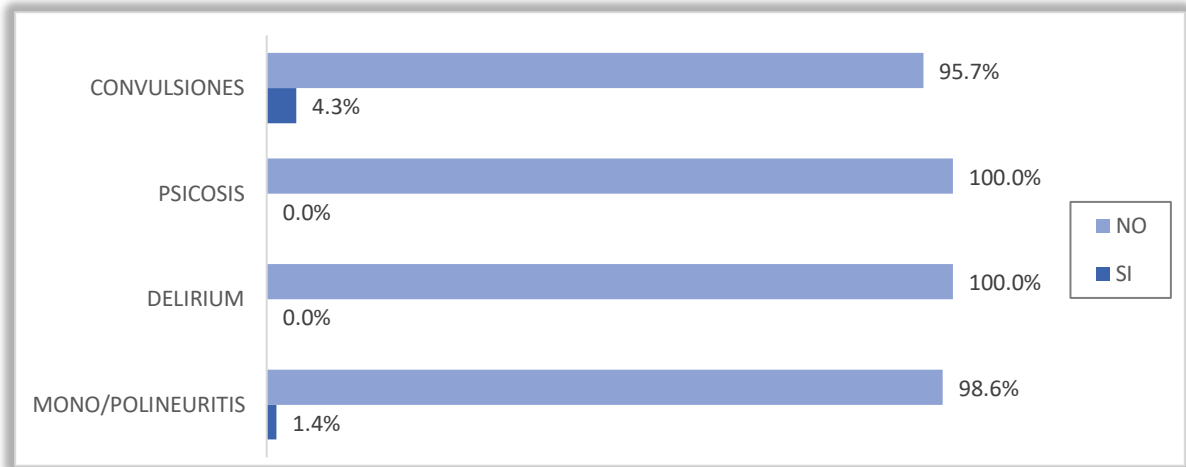 CONVULSIONES
95.7%
4.3%
PSICOSIS
100.0%
0.0%
DELIRIUM
100.0%
0.0%
MONO/POLINEURITIS
98.6%
1.4%
NO
SI